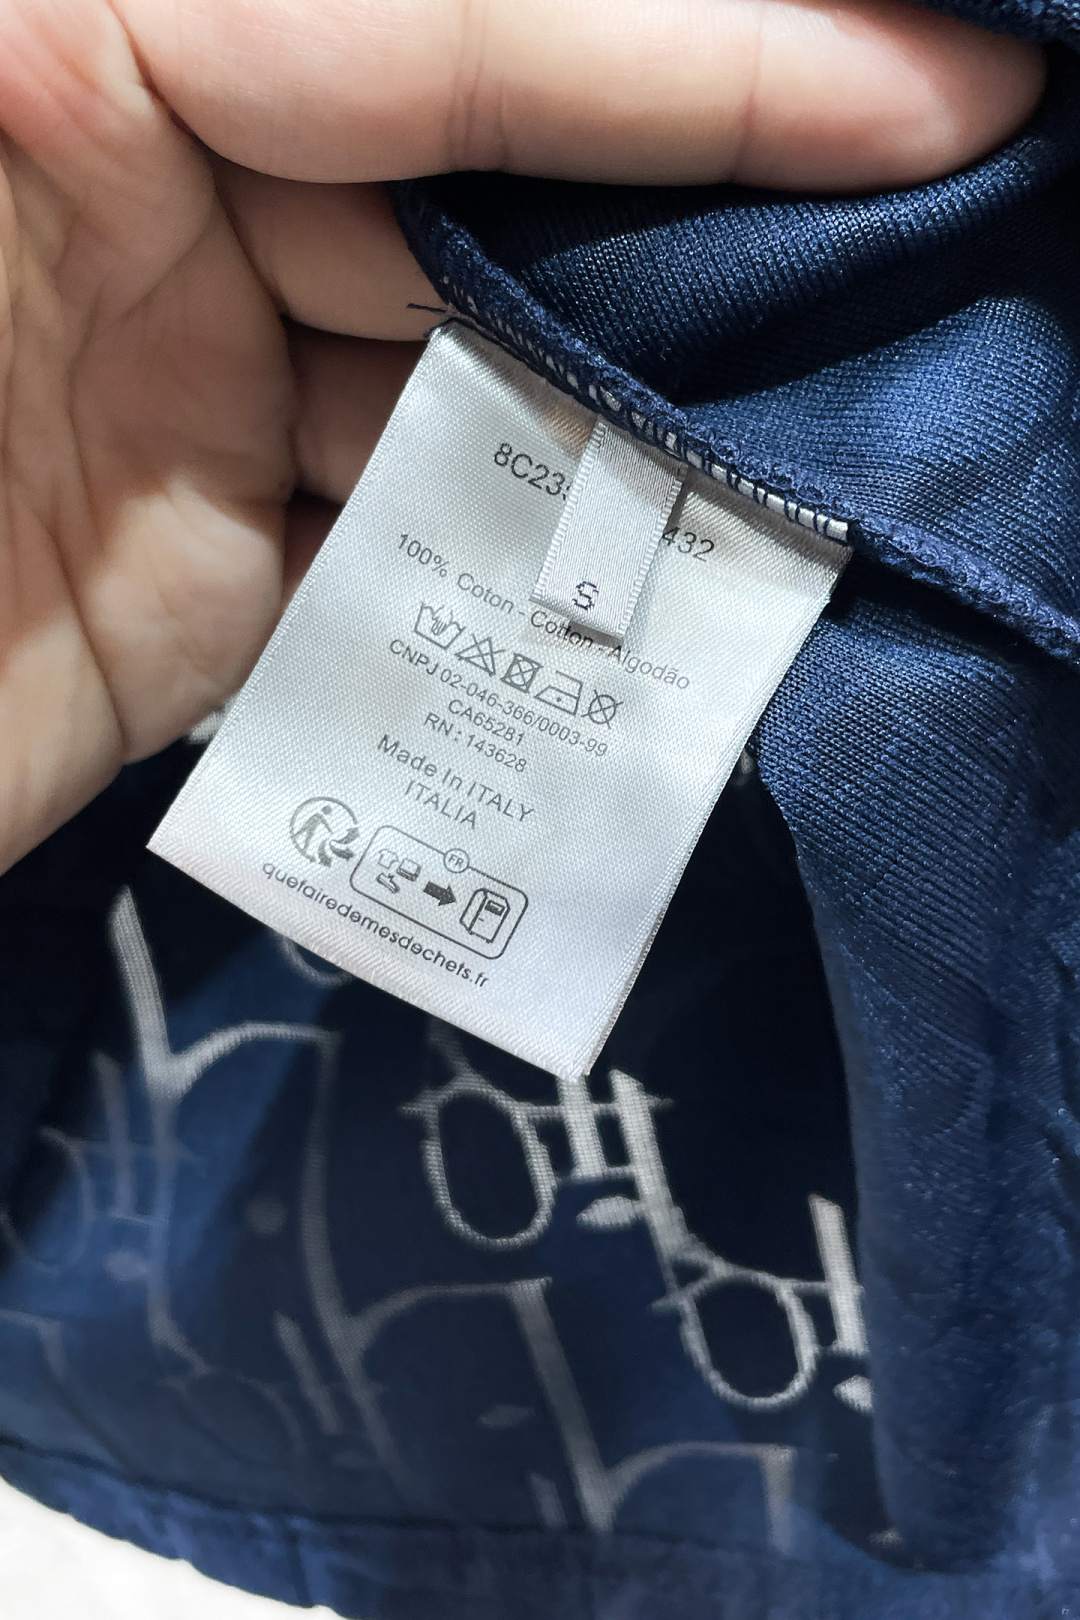 8C23
432
S
100% Coton - Cotton - Algodão
CNPJ 02-046-366/0003-99
CA65281
RN : 143628
Made In ITALY
ITALIA
FR
quefairedemesdechets.fr